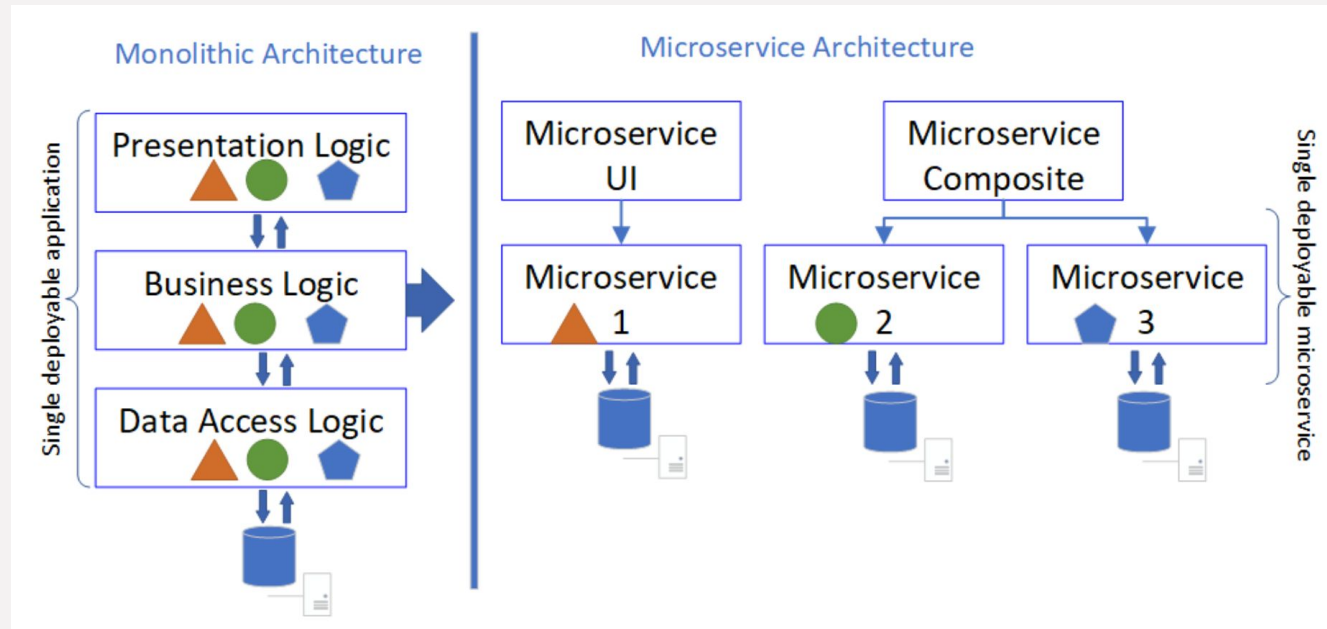 Monolithic Architecture
Single deployable application
Presentation Logic
Business Logic
Data Access Logic
Microservice Architecture
Microservice
UI
Microservice
Composite
Microservice
1
Microservice
2
Microservice
3
Single deployable microservice